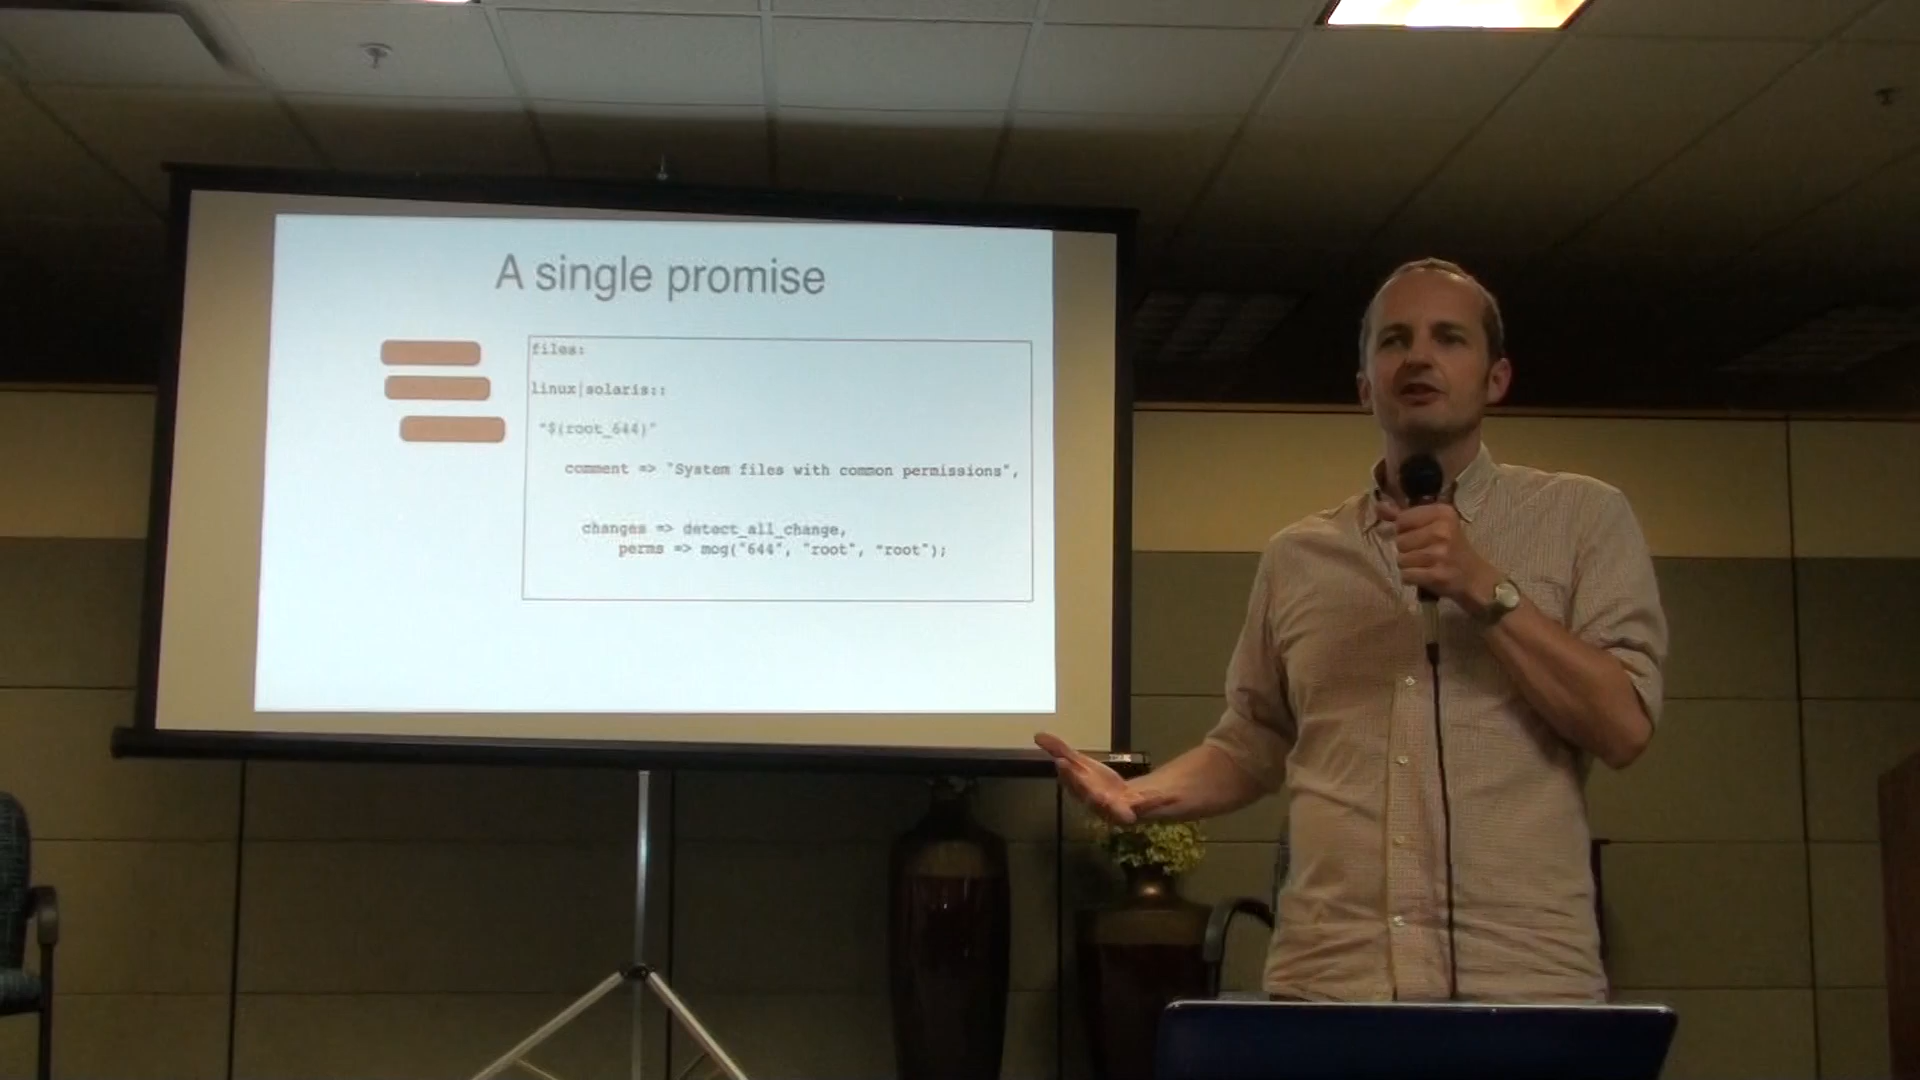 A single promise
files:
linux|solaris::
"$(root_644)"
comment => "System files with common permissions",
changes => detect_all_change,
perms => mog("644", "root", "root");